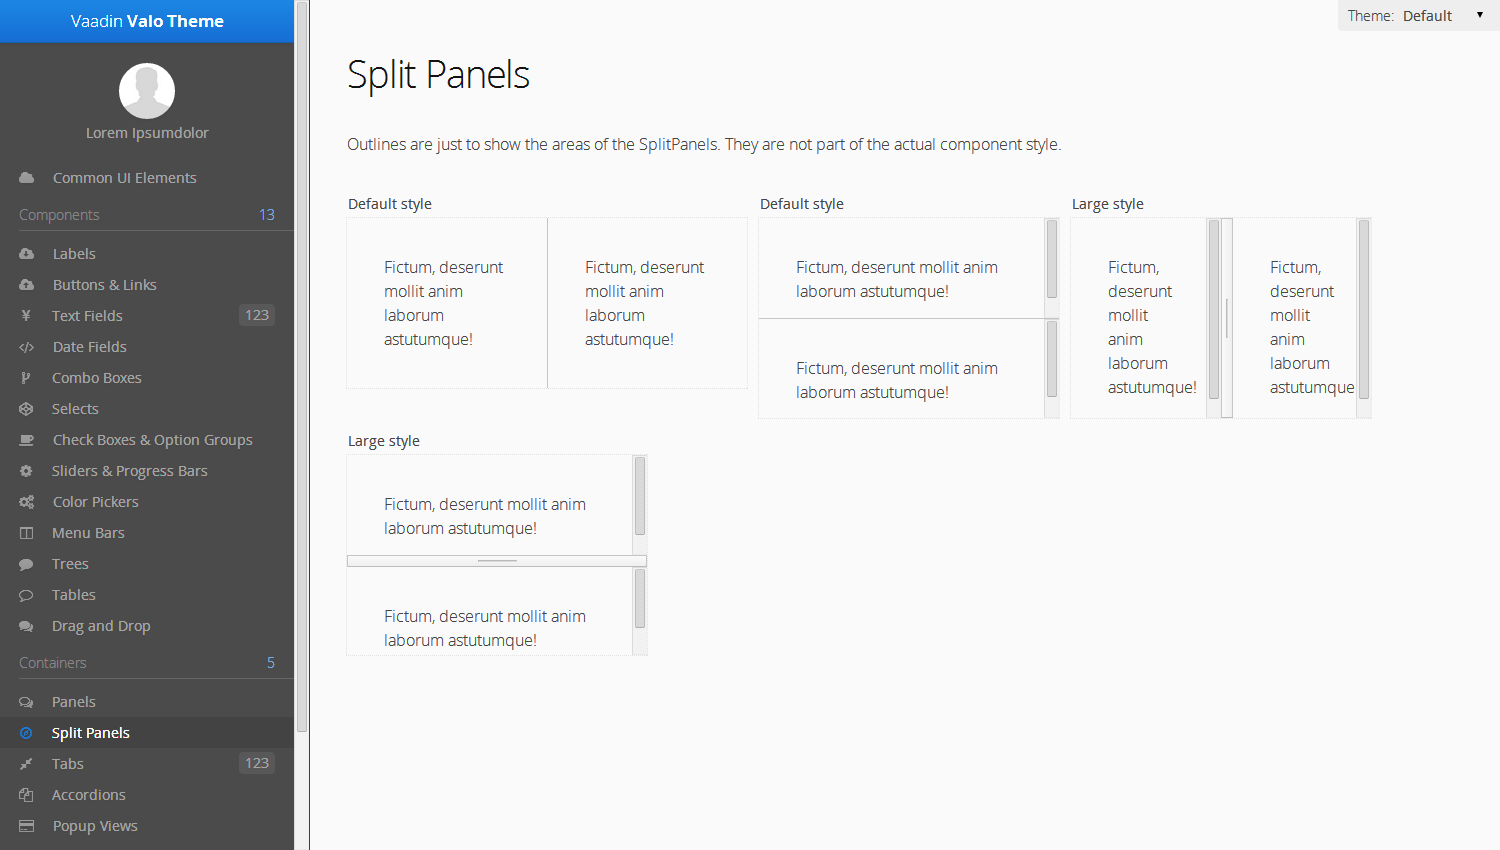 Vaadin Valo Theme
Lorem Ipsumdolor
Common UI Elements
Components 13
Labels
Buttons & Links
Text Fields 123
Date Fields
Combo Boxes
Selects
Check Boxes & Option Groups
Sliders & Progress Bars
Color Pickers
Menu Bars
Trees
Tables
Drag and Drop
Containers 5
Panels
Split Panels
Tabs 123
Accordions
Popup Views
Theme: Default
Split Panels
Outlines are just to show the areas of the SplitPanels. They are not part of the actual component style.
Default style
Fictum, deserunt
mollit anim
laborum
astutumque!
Fictum, deserunt
mollit anim
laborum
astutumque!
Default style
Fictum, deserunt mollit anim
laborum astutumque!
Fictum, deserunt mollit anim
laborum astutumque!
Large style
Fictum,
deserunt
mollit
anim
laborum
astutumque!
Fictum,
deserunt
mollit
anim
laborum
astutumque
Large style
Fictum, deserunt mollit anim
laborum astutumque!
Fictum, deserunt mollit anim
laborum astutumque!